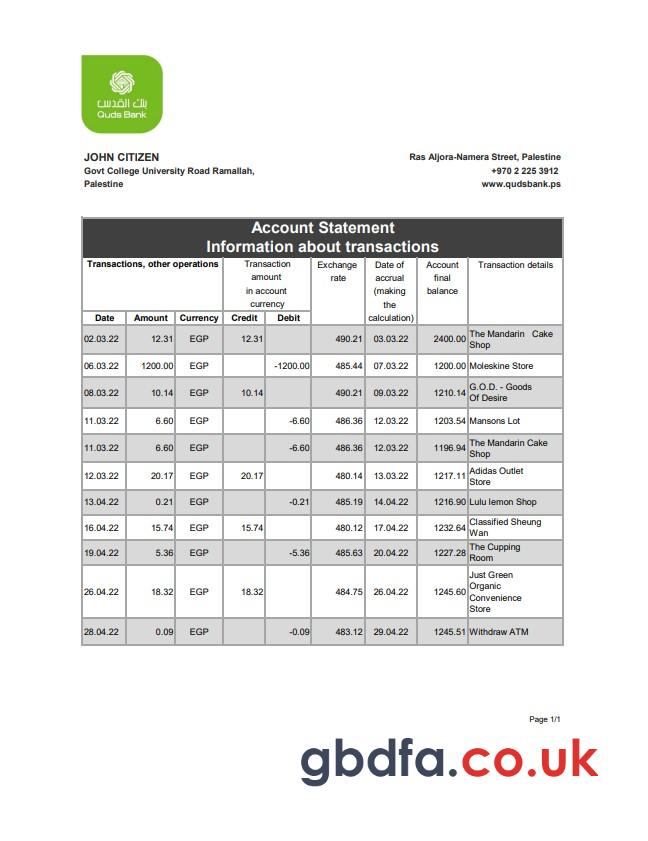 بنك القدس
Quds Bank
JOHN CITIZEN
Govt College University Road Ramallah,
Palestine
Ras Aljora-Namera Street, Palestine
+970 2 225 3912
www.qudsbank.ps
Account Statement
Information about transactions
Transactions, other operations
Transaction
amount
in account
currency
Exchange
rate
Date of
accrual
(making
the
calculation)
Account
final
balance
Transaction details
Date Amount Currency Credit Debit
02.03.22 12.31 EGP 12.31 490.21 03.03.22 2400.00 The Mandarin Cake
Shop
06.03.22 1200.00 EGP -1200.00 485.44 07.03.22 1200.00 Moleskine Store
08.03.22 10.14 EGP 10.14 490.21 09.03.22 1210.14 G.O.D. - Goods
Of Desire
11.03.22 6.60 EGP -6.60 486.36 12.03.22 1203.54 Mansons Lot
11.03.22 6.60 EGP -6.60 486.36 12.03.22 1196.94 The Mandarin Cake
Shop
12.03.22 20.17 EGP 20.17 480.14 13.03.22 1217.11 Adidas Outlet
Store
13.04.22 0.21 EGP -0.21 485.19 14.04.22 1216.90 Lulu lemon Shop
16.04.22 15.74 EGP 15.74 480.12 17.04.22 1232.64 Classified Sheung
Wan
19.04.22 5.36 EGP -5.36 485.63 20.04.22 1227.28 The Cupping
Room
26.04.22 18.32 EGP 18.32 484.75 26.04.22 1245.60 Just Green
Organic
Convenience
Store
28.04.22 0.09 EGP -0.09 483.12 29.04.22 1245.51 Withdraw ATM
Page 1/1
gbdfa.co.uk